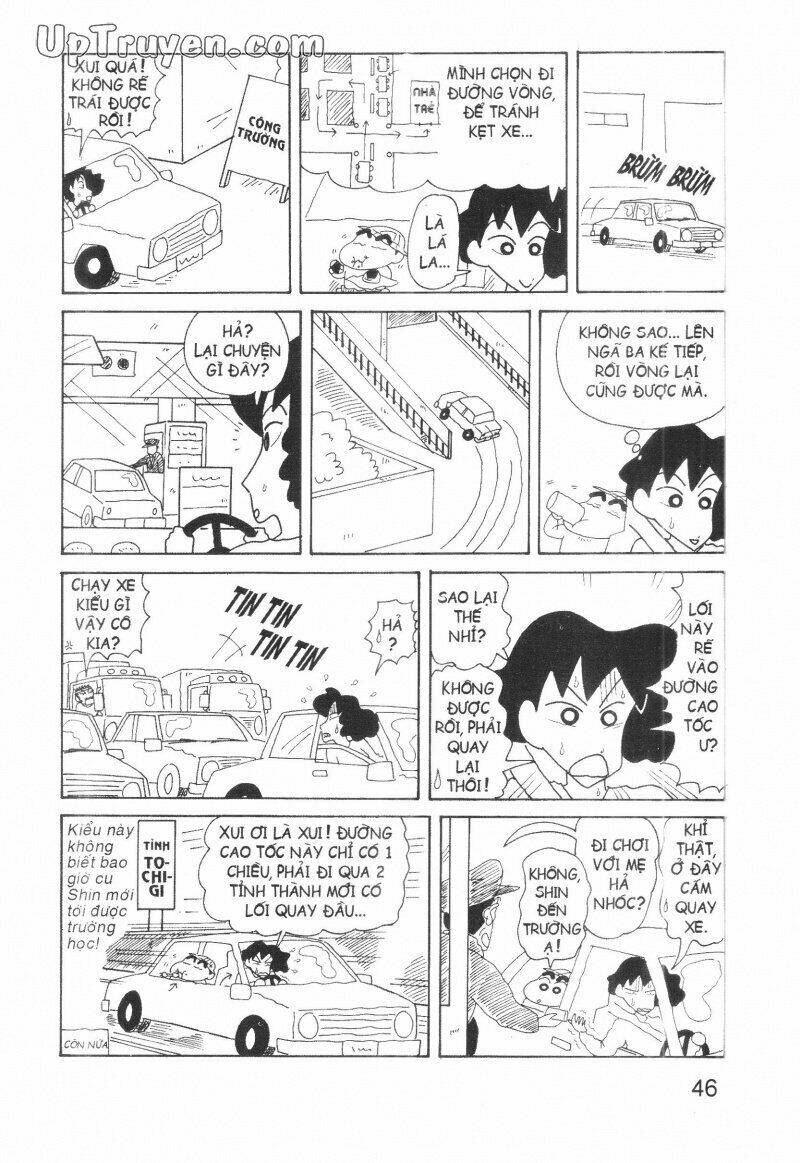 UpTruyen.com
BRỪM BRỪM
MÌNH CHỌN ĐI
ĐƯỜNG VÒNG,
ĐỂ TRÁNH
KẸT XE...
NHÀ
TRẺ
LÀ
LÁ
LA...
XUI QUÁ!
KHÔNG RẼ
TRÁI ĐƯỢC
RỒI!
CÔNG
TRƯỜNG
KHÔNG SAO... LÊN
NGÃ BA KẾ TIẾP,
RỒI VÒNG LẠI
CŨNG ĐƯỢC MÀ.
HẢ?
LẠI CHUYỆN
GÌ ĐÂY?
LỐI
NÀY
RẼ
VÀO
ĐƯỜNG
CAO
TỐC
Ư?
SAO LẠI
THẾ
NHỈ?
KHÔNG
ĐƯỢC
RỒI, PHẢI
QUAY
LẠI
THÔI!
HẢ
?
TIN TIN
TIN TIN
CHẠY XE
KIỂU GÌ
VẬY CÔ
KIA?
KHỈ
THẬT,
Ở ĐÂY
CẤM
QUAY
XE.
ĐI CHƠI
VỚI MẸ
HẢ
NHÓC?
KHÔNG,
SHIN
ĐẾN
TRƯỜNG
Ạ!
XUI ƠI LÀ XUI! ĐƯỜNG
CAO TỐC NÀY CHỈ CÓ 1
CHIỀU, PHẢI ĐI QUA 2
TỈNH THÀNH MỚI CÓ
LỐI QUAY ĐẦU...
TỈNH
TO-
CHI-
GI
Kiểu này
không
biết bao
giờ cu
Shin mới
tới được
trường
học!
CÒN NỮA
46